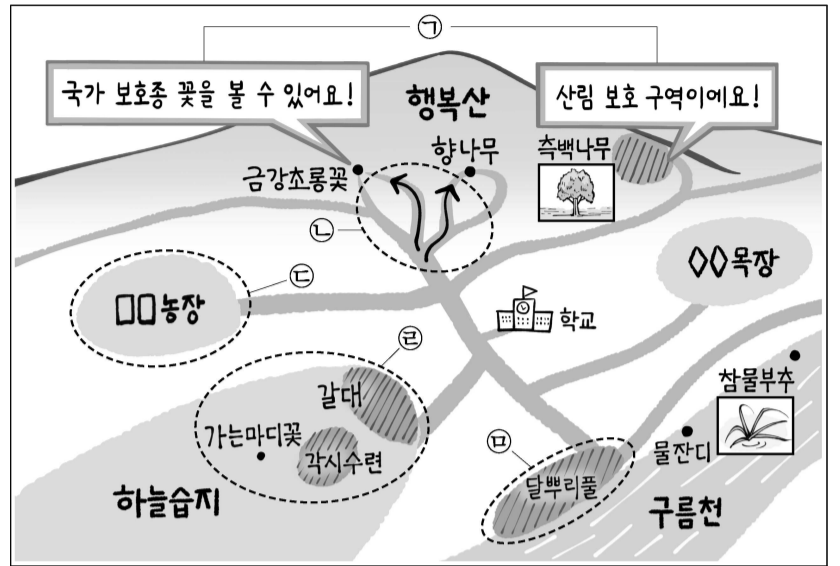 ㉠
국가 보호종 꽃을 볼 수 있어요!
행복산
산림 보호 구역이에요!
금강초롱꽃
향나무
측백나무
㉡
㉢
□□농장
◇◇목장
학교
㉣
갈대
가는마디꽃
각시수련
하늘습지
㉤
달뿌리풀
참물부추
물잔디
구름천